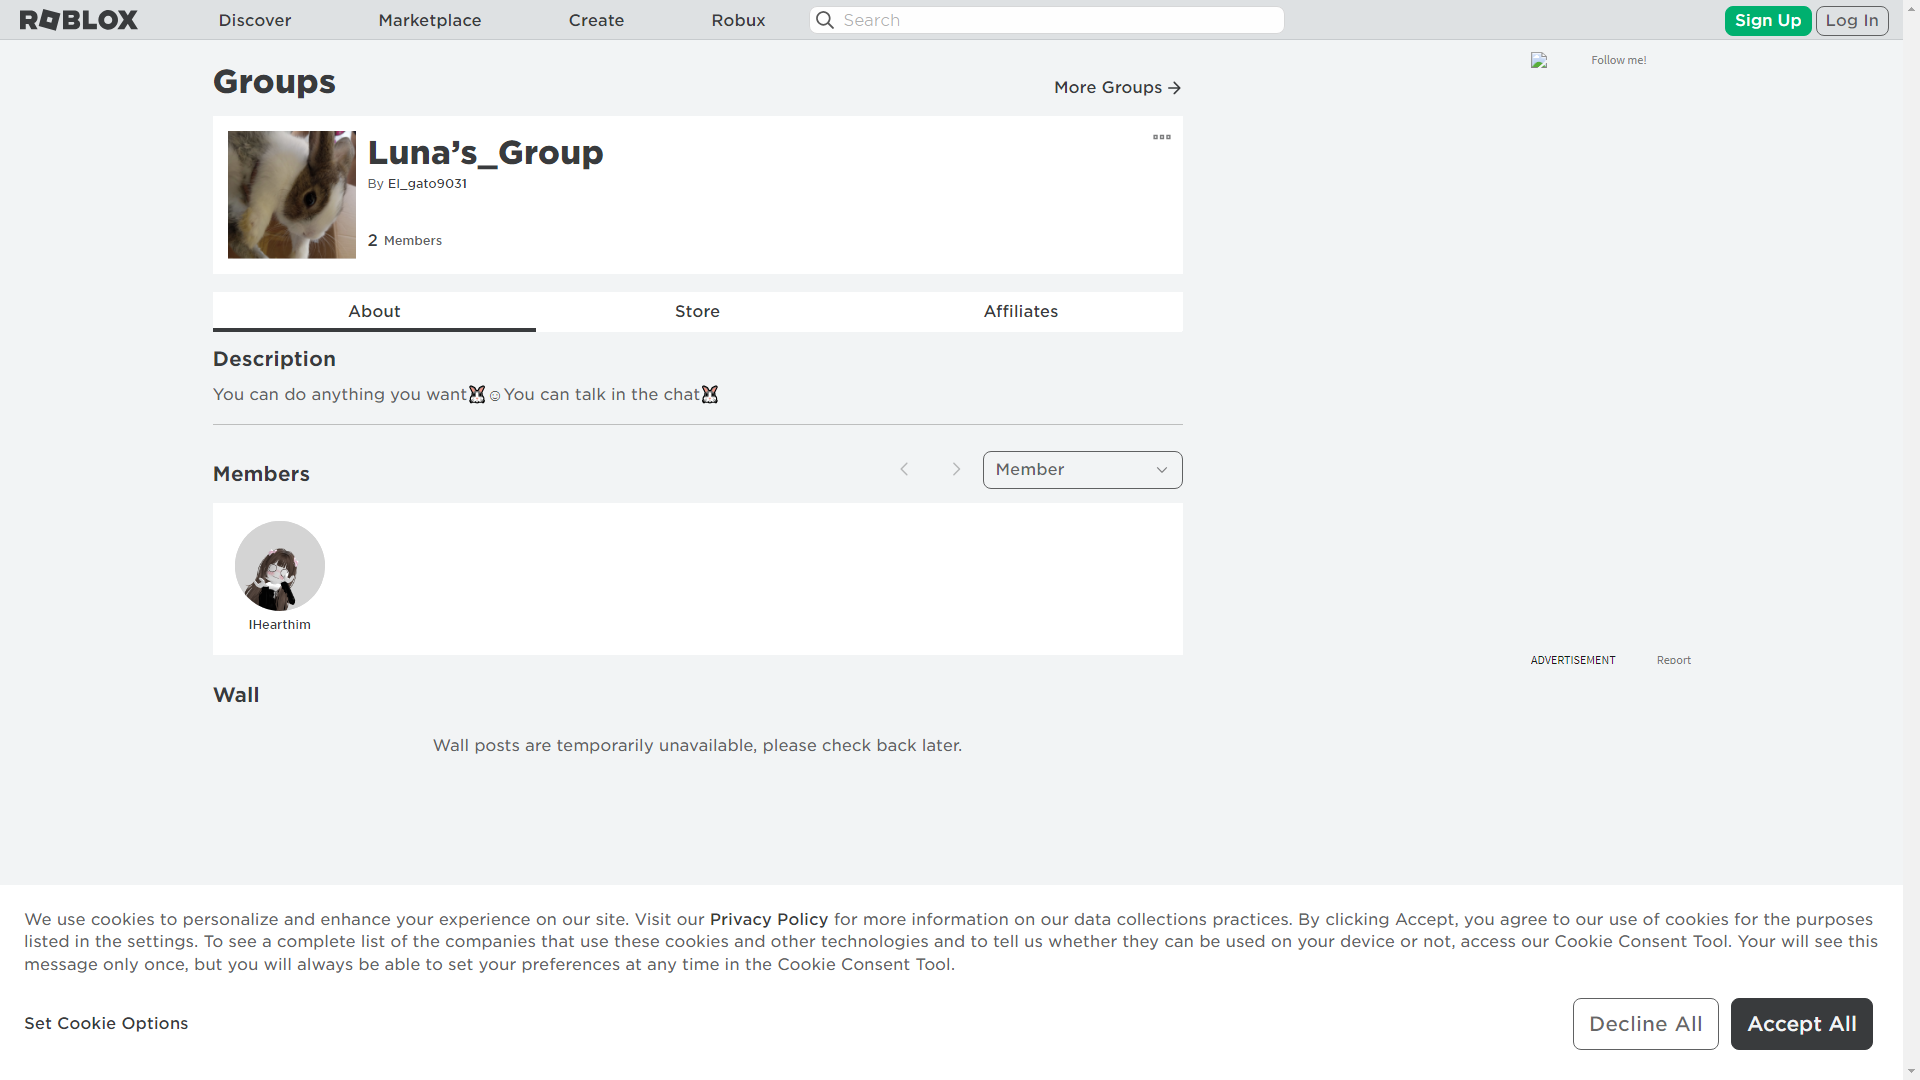 ROBLOX
Discover
Marketplace
Create
Robux
Search
Sign Up
Log In
Follow me!
Groups
More Groups
Luna’s_Group
By El_gato9031
2 Members
About
Store
Affiliates
Description
You can do anything you want🐰☺You can talk in the chat🐰
Members
Member
IHearthim
ADVERTISEMENT
Report
Wall
Wall posts are temporarily unavailable, please check back later.
We use cookies to personalize and enhance your experience on our site. Visit our Privacy Policy for more information on our data collections practices. By clicking Accept, you agree to our use of cookies for the purposes
listed in the settings. To see a complete list of the companies that use these cookies and other technologies and to tell us whether they can be used on your device or not, access our Cookie Consent Tool. Your will see this
message only once, but you will always be able to set your preferences at any time in the Cookie Consent Tool.
Set Cookie Options
Decline All
Accept All